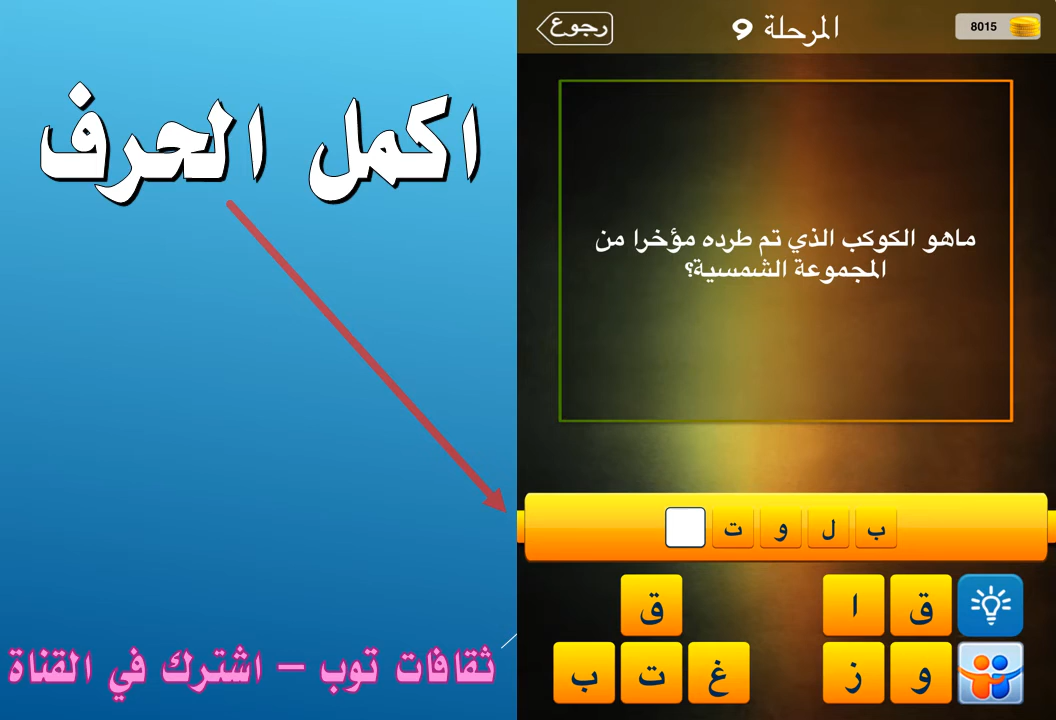 اكمل الحرف
ثقافات توب – اشترك في القناة
رجوع
المرحلة 9
8015
ماهو الكوكب الذي تم طرده مؤخرا من
المجموعة الشمسية؟
ب ل و ت
ق ا ق
و ز غ ت ب